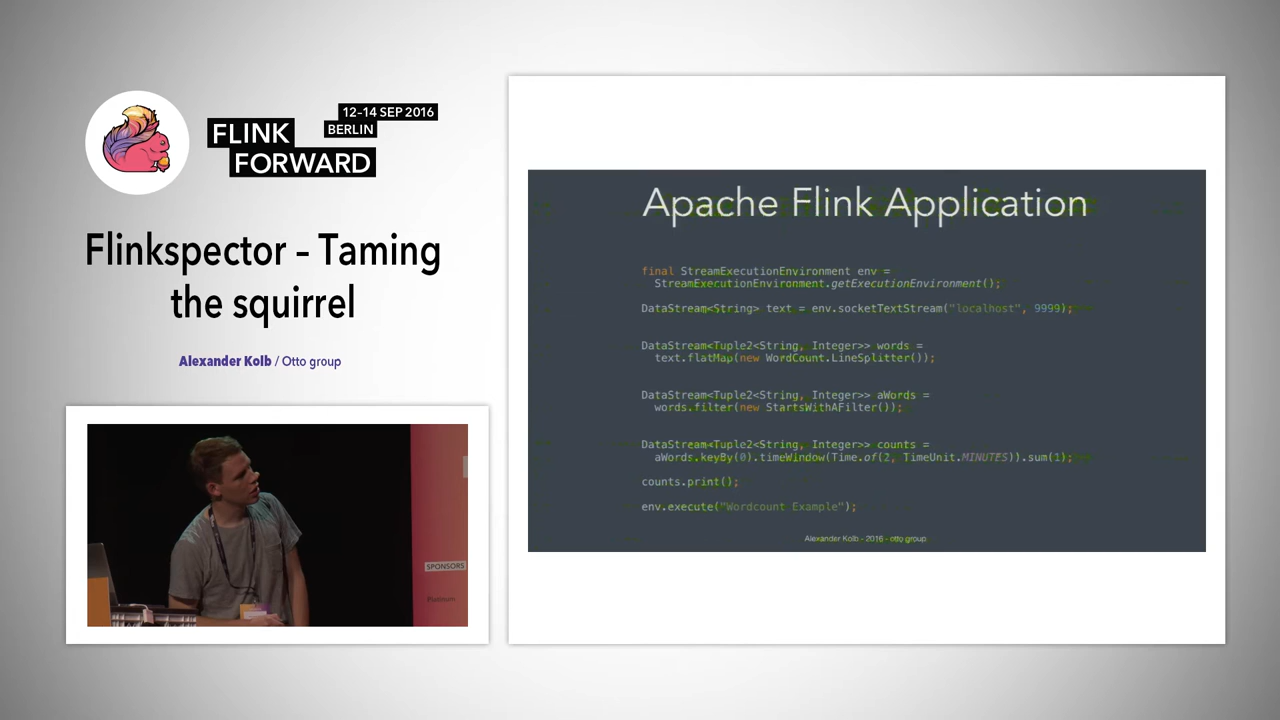 12–14 SEP 2016
BERLIN
FLINK
FORWARD
Flinkspector – Taming
the squirrel
Alexander Kolb / Otto group
SPONSORS
Platinum
Apache Flink Application
final StreamExecutionEnvironment env =
StreamExecutionEnvironment.getExecutionEnvironment();
DataStream<String> text = env.socketTextStream("localhost", 9999);
DataStream<Tuple2<String, Integer>> words =
text.flatMap(new WordCount.LineSplitter());
DataStream<Tuple2<String, Integer>> aWords =
words.filter(new StartsWithAFilter());
DataStream<Tuple2<String, Integer>> counts =
aWords.keyBy(0).timeWindow(Time.of(2, TimeUnit.MINUTES)).sum(1);
counts.print();
env.execute("Wordcount Example");
Alexander Kolb - 2016 - otto group